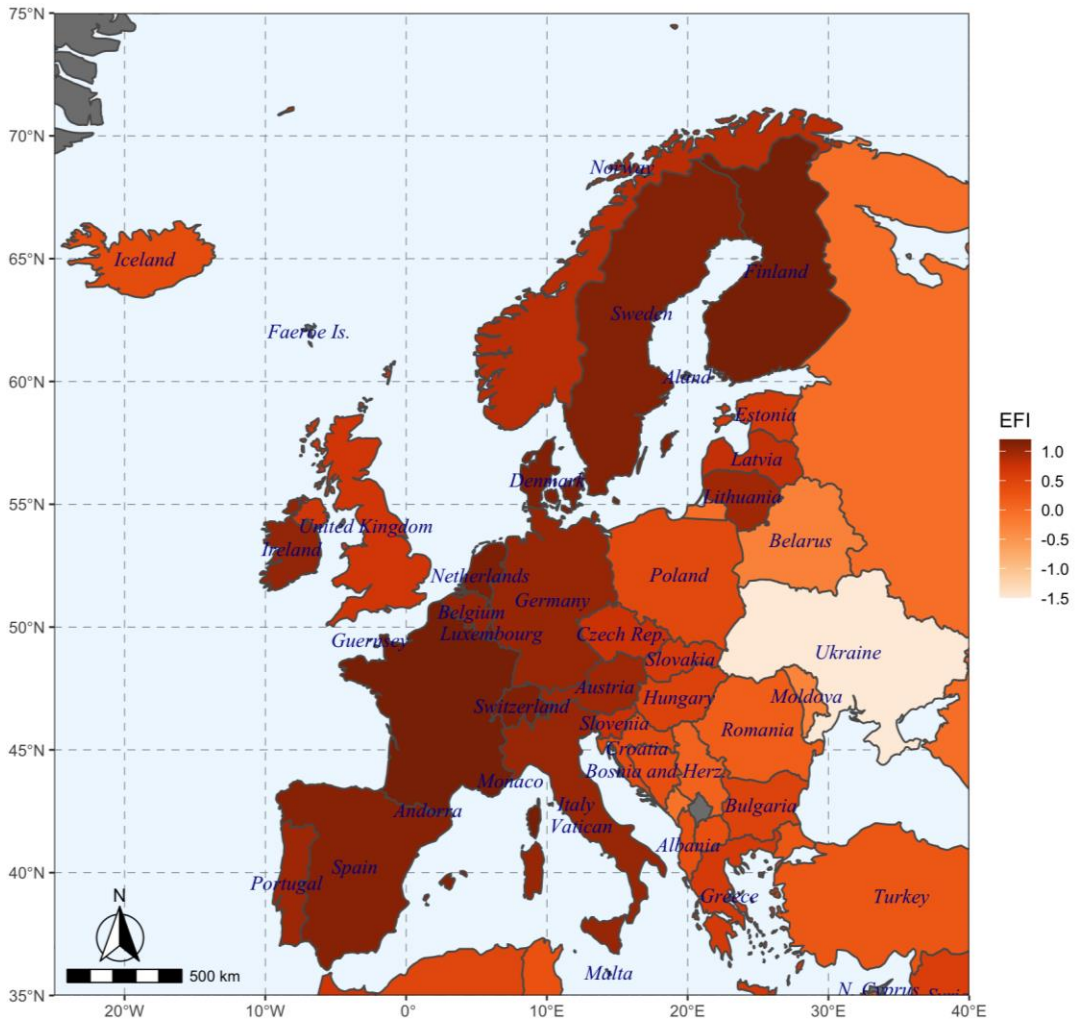 75°N
70°N
Norway
65°N
Iceland
Finland
Sweden
Faeroe Is.
60°N
Aland
EFI
Estonia
1.0
Latvia
0.5
55°N
Denmark
Lithuania
0.0
United Kingdom
Ireland
Belarus
-1.0
Netherlands
Poland
-1.5
Germany
Belgium
50°N
Luxembourg
Czech Rep.
Guernsey
Ukraine
Slovakia
Austria
Hungary
Moldova
Switzerland
Slovenia
Romania
45°N
Croatia
Bosnia and Herz.
Monaco
Andorra
Italy
Bulgaria
Vatican
Albania
Spain
40°N
Portugal
Greece
Turkey
N
500 km
Malta
N. Cyprus
35°N
20°W
10°W
0°
10°E
20°E
30°E
40°E